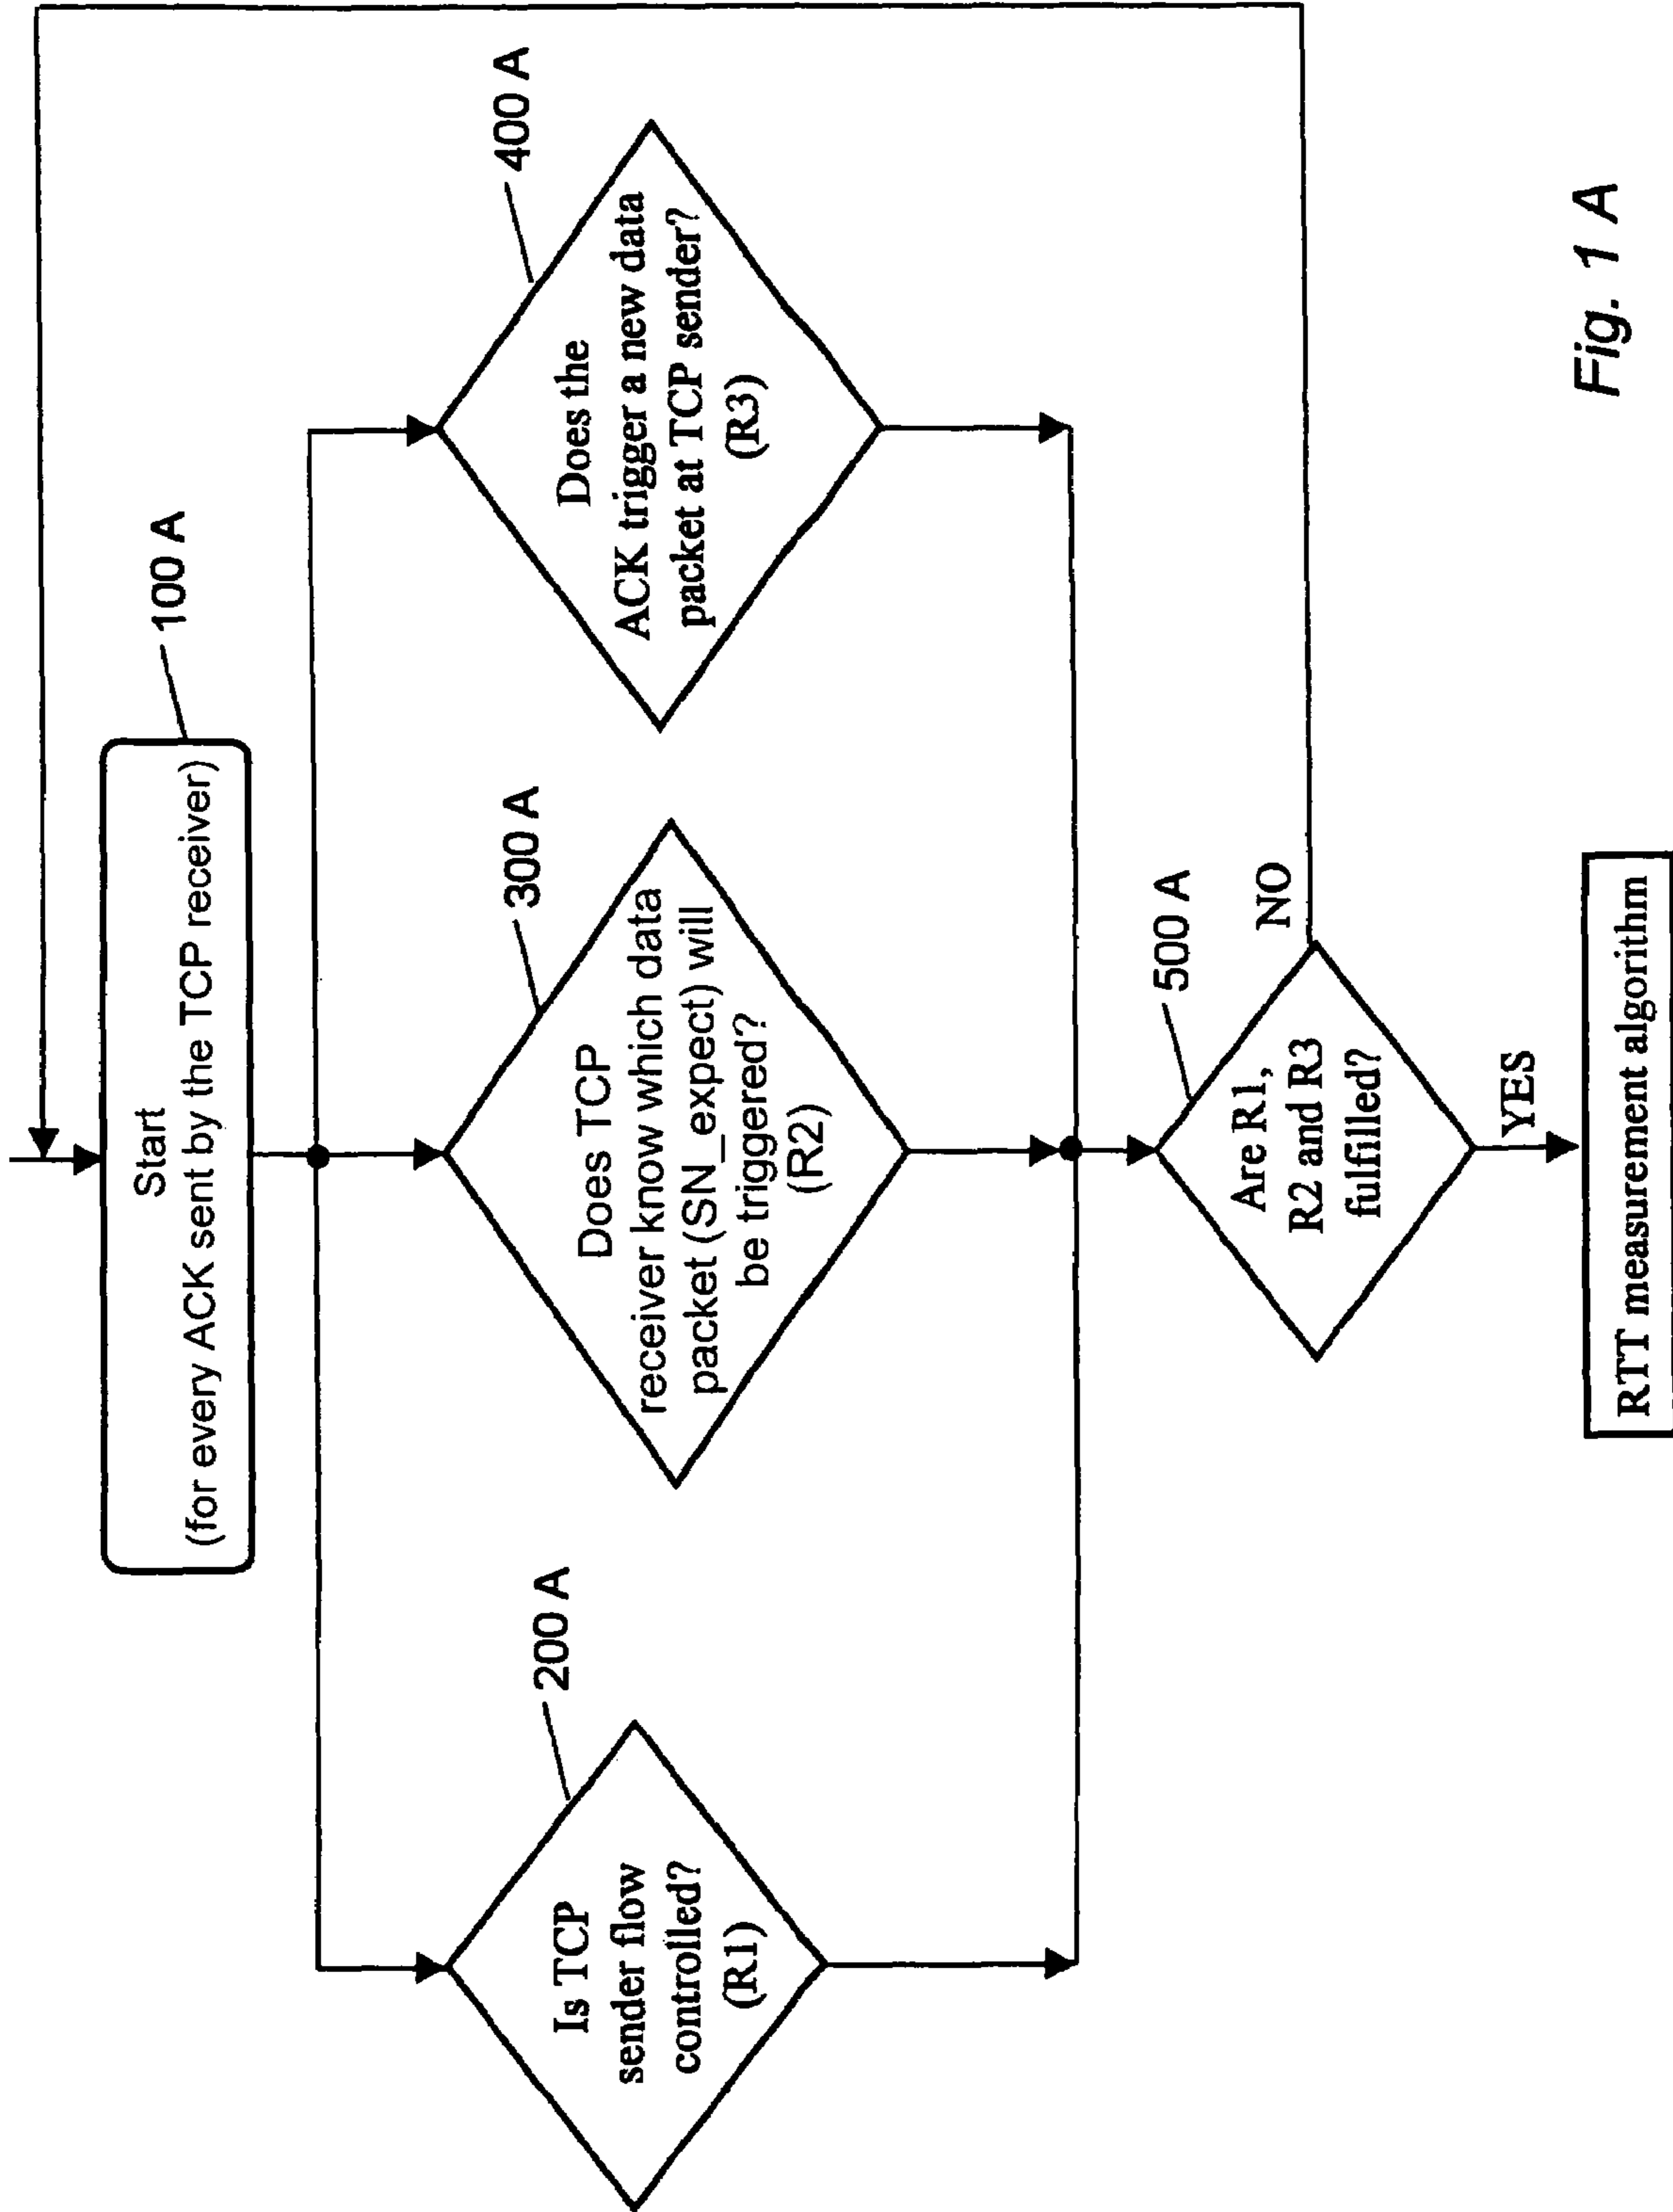 Start
(for every ACK sent by the TCP receiver)
100 A
Is TCP
sender flow
controlled?
(R1)
200 A
Does TCP
receiver know which data
packet (SN_expect) will
be triggered?
(R2)
300 A
Does the
ACK trigger a new data
packet at TCP sender?
(R3)
400 A
Are R1,
R2 and R3
fulfilled?
500 A
NO
YES
RTT measurement algorithm
Fig. 1 A